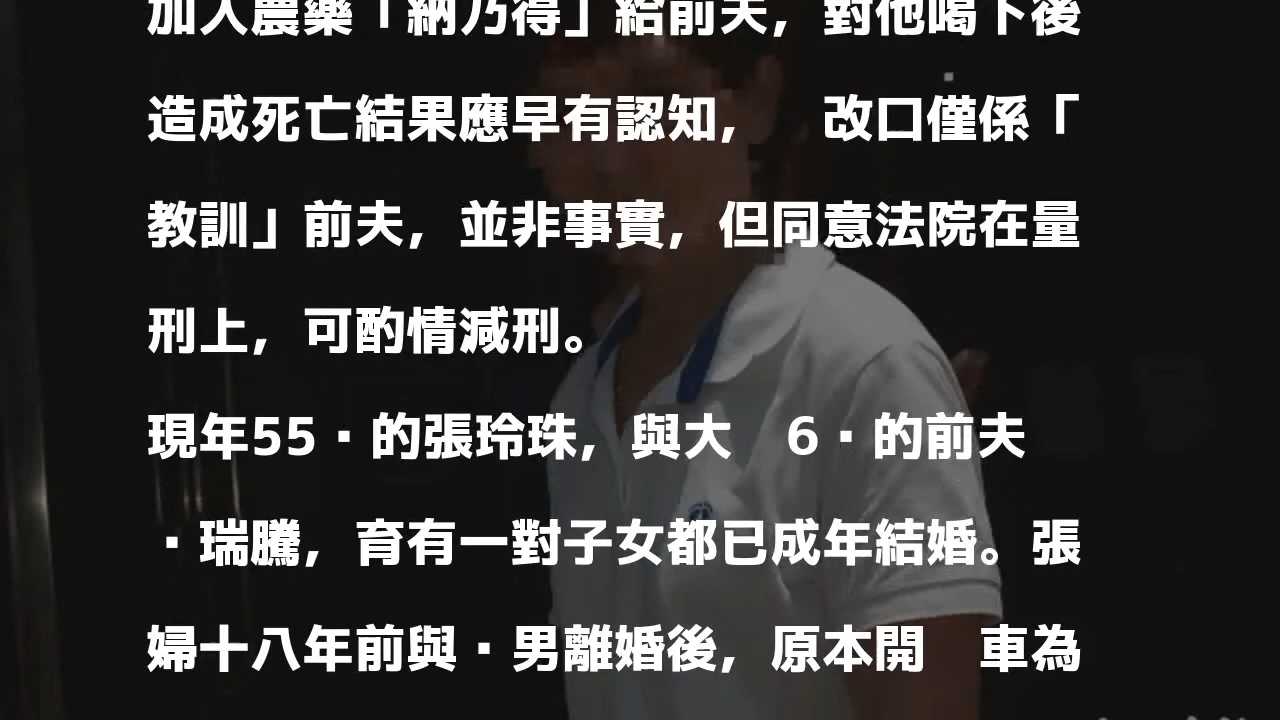 加入農藥「納乃得」給前夫，對他喝下後
造成死亡結果應早有認知，　改口僅係「
教訓」前夫，並非事實，但同意法院在量
刑上，可酌情減刑。
現年55▪的張玲珠，與大　6▪的前夫
▪瑞騰，育有一對子女都已成年結婚。張
婦十八年前與▪男離婚後，原本開　車為